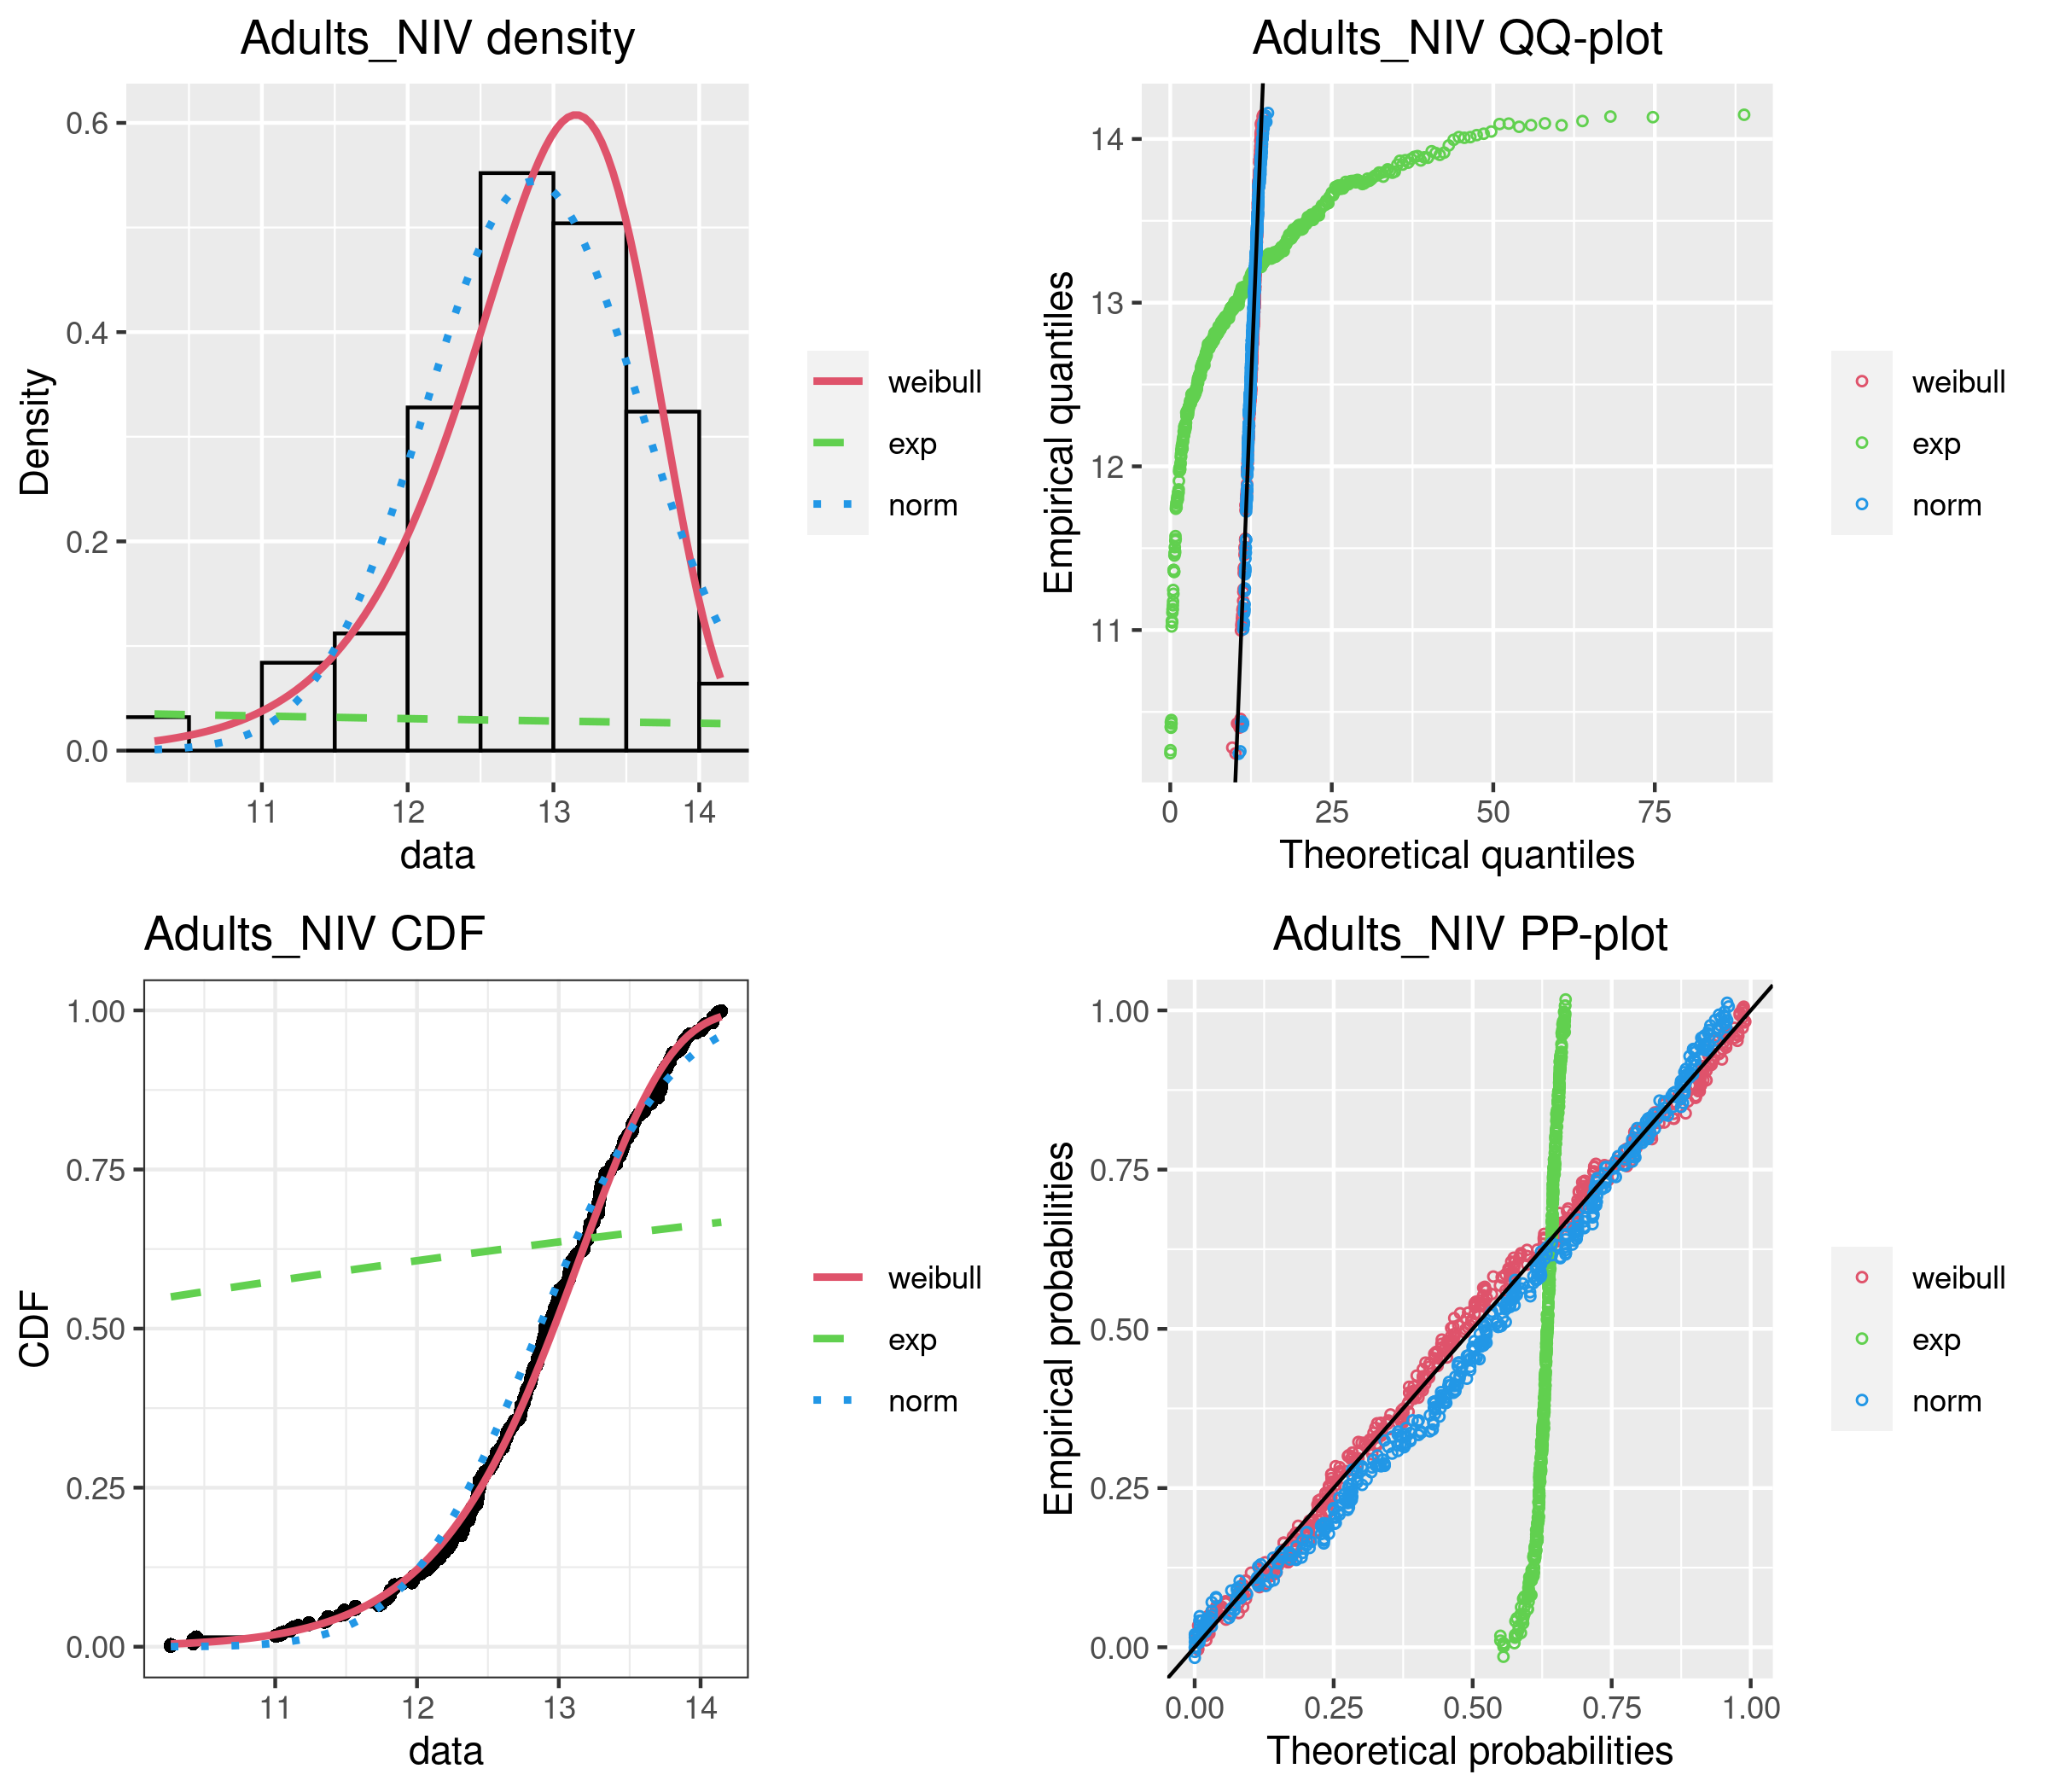 Adults_NIV density
Density
0.6
0.4
0.2
0.0
11
12
13
14
data
weibull
exp
norm
Adults_NIV QQ-plot
Empirical quantiles
14
13
12
11
0
25
50
75
Theoretical quantiles
weibull
exp
norm
Adults_NIV CDF
CDF
1.00
0.75
0.50
0.25
0.00
11
12
13
14
data
weibull
exp
norm
Adults_NIV PP-plot
Empirical probabilities
1.00
0.75
0.50
0.25
0.00
0.00
0.25
0.50
0.75
1.00
Theoretical probabilities
weibull
exp
norm